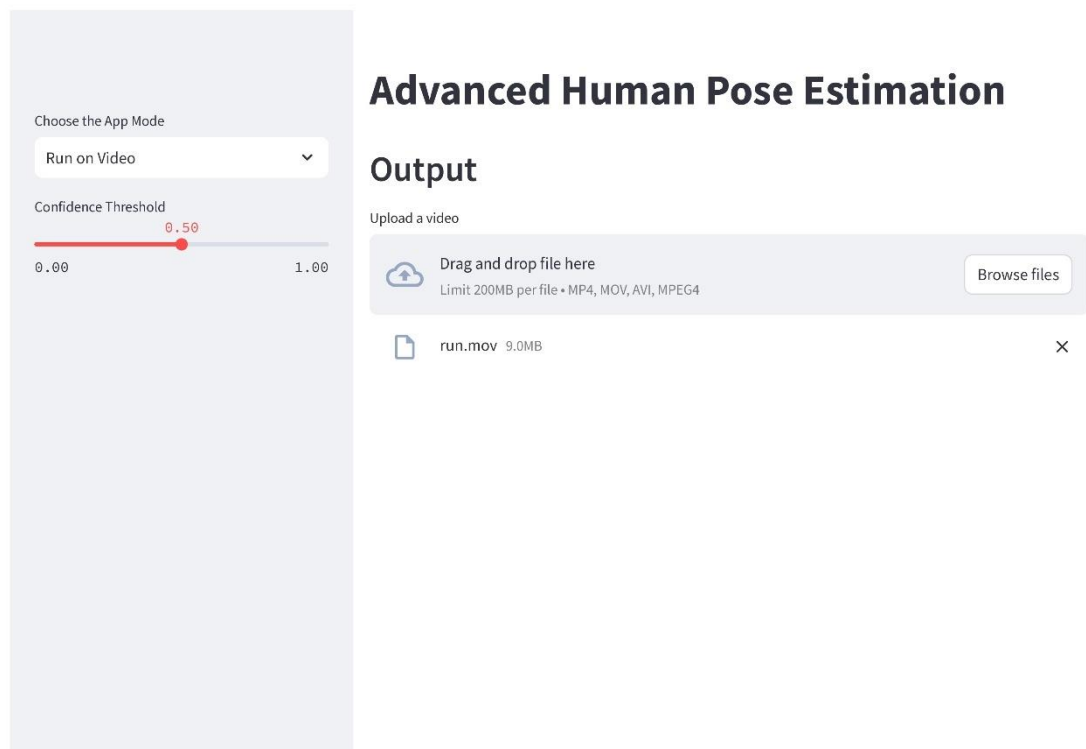 Choose the App Mode
Run on Video
Confidence Threshold
0.50
0.00 1.00
Advanced Human Pose Estimation
Output
Upload a video
Drag and drop file here
Limit 200MB per file • MP4, MOV, AVI, MPEG4
Browse files
run.mov 9.0MB